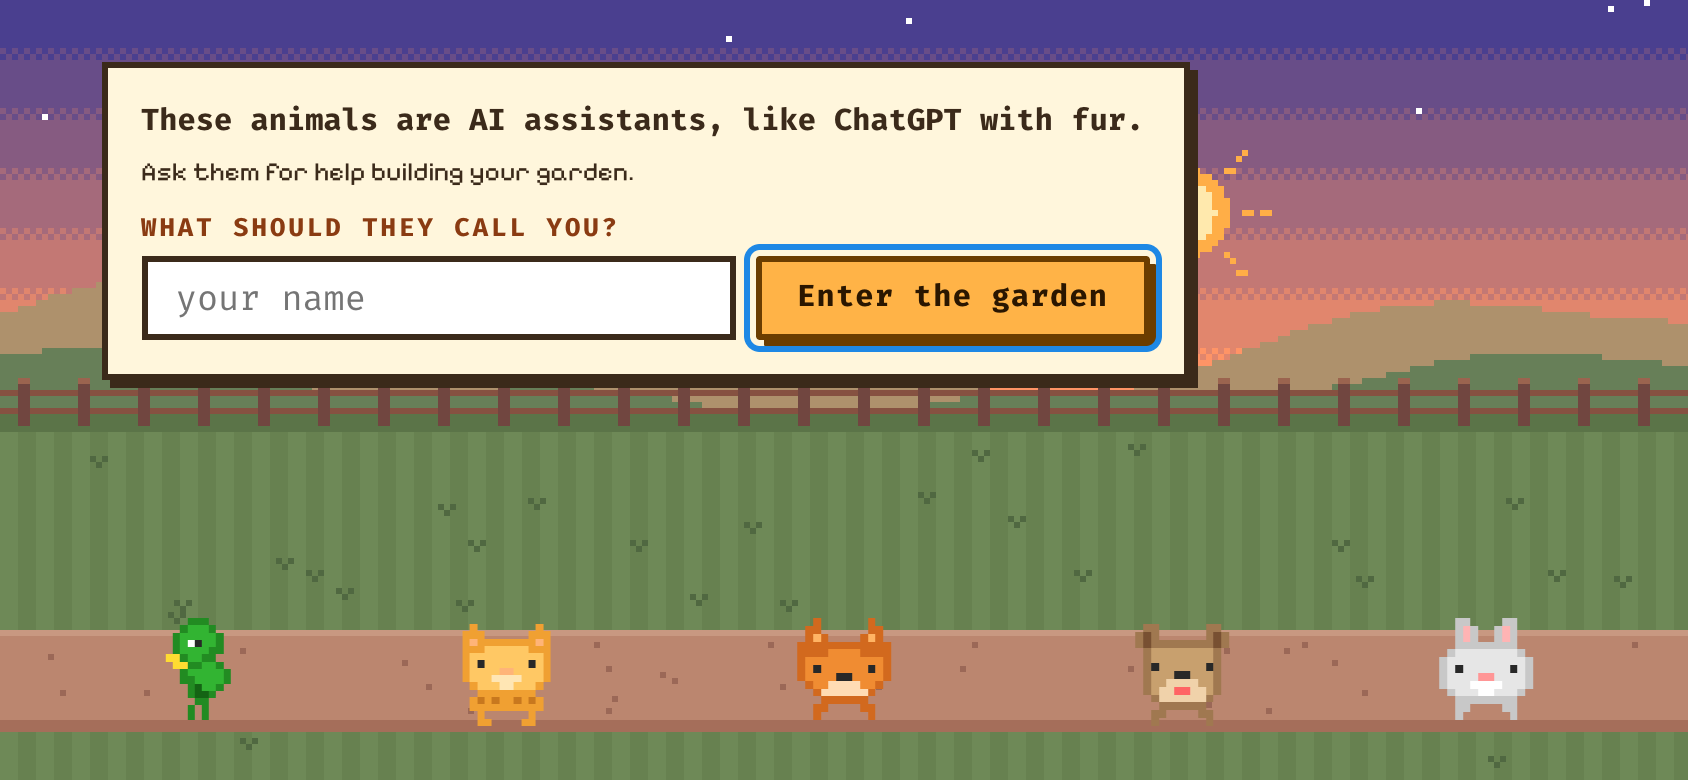 These animals are AI assistants, like ChatGPT with fur.
Ask them for help building your garden.
WHAT SHOULD THEY CALL YOU?
your name
Enter the garden